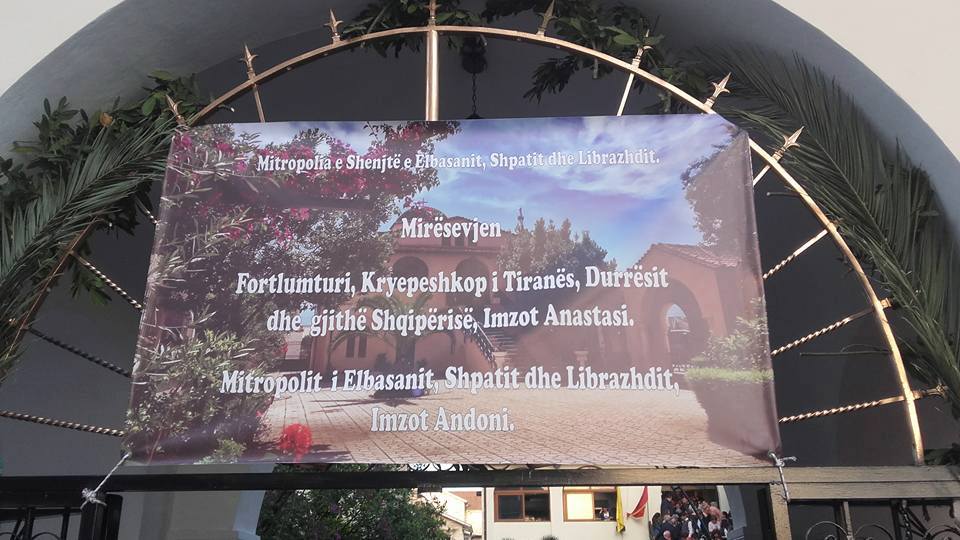 Mitropolia e Shenjtë e Elbasanit, Shpatit dhe Librazhdit.
Mirësevjen
Fortlumturi, Kryepeshkop i Tiranës, Durrësit
dhe gjithë Shqipërisë, Imzot Anastasi.
Mitropolit i Elbasanit, Shpatit dhe Librazhdit,
Imzot Andoni.